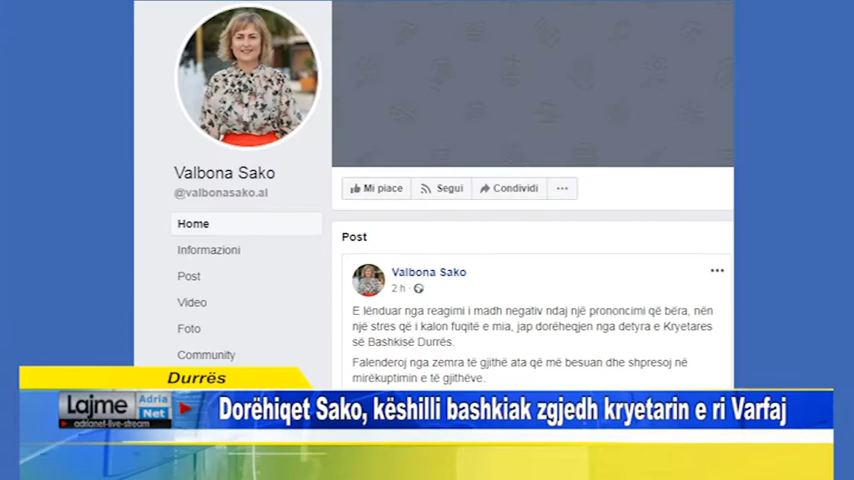 Valbona Sako
@valbonasako.al
Home
Informazioni
Post
Video
Foto
Community
Mi piace
Segui
Condividi
Post
Valbona Sako
2 h
E lënduar nga reagimi i madh negativ ndaj një prononcimi që bëra, nën
një stres që i kalon fuqitë e mia, jap dorëheqjen nga detyra e Kryetares
së Bashkisë Durrës.
Falenderoj nga zemra të gjithë ata që më besuan dhe shpresoj në
mirëkuptimin e të gjithëve.
Durrës
Lajme Adria Net
adrianet-live-stream
Dorëhiqet Sako, këshilli bashkiak zgjedh kryetarin e ri Varfaj